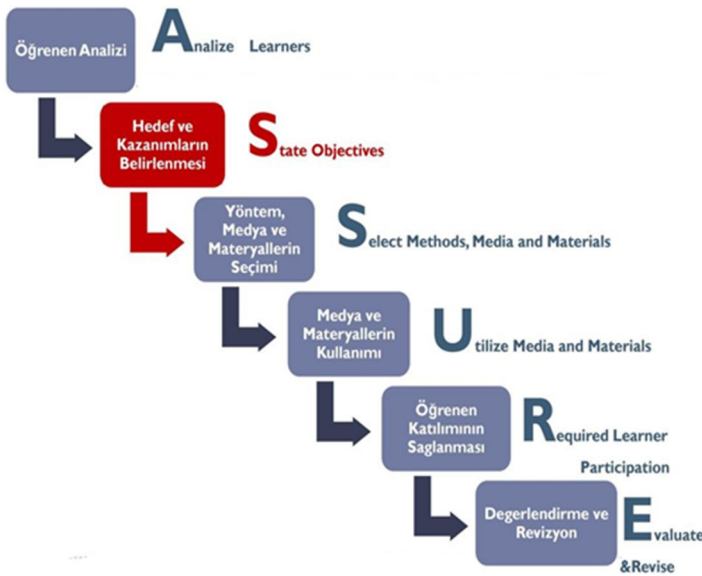 Öğrenen Analizi
Analize Learners
Hedef ve
Kazanımların
Belirlenmesi
State Objectives
Yöntem,
Medya ve
Materyallerin
Seçimi
Select Methods, Media and Materials
Medya ve
Materyallerin
Kullanımı
Utilize Media and Materials
Öğrenen
Katılımının
Saglanması
Required Learner
Participation
Degerlendirme ve
Revizyon
Evaluate
&Revise